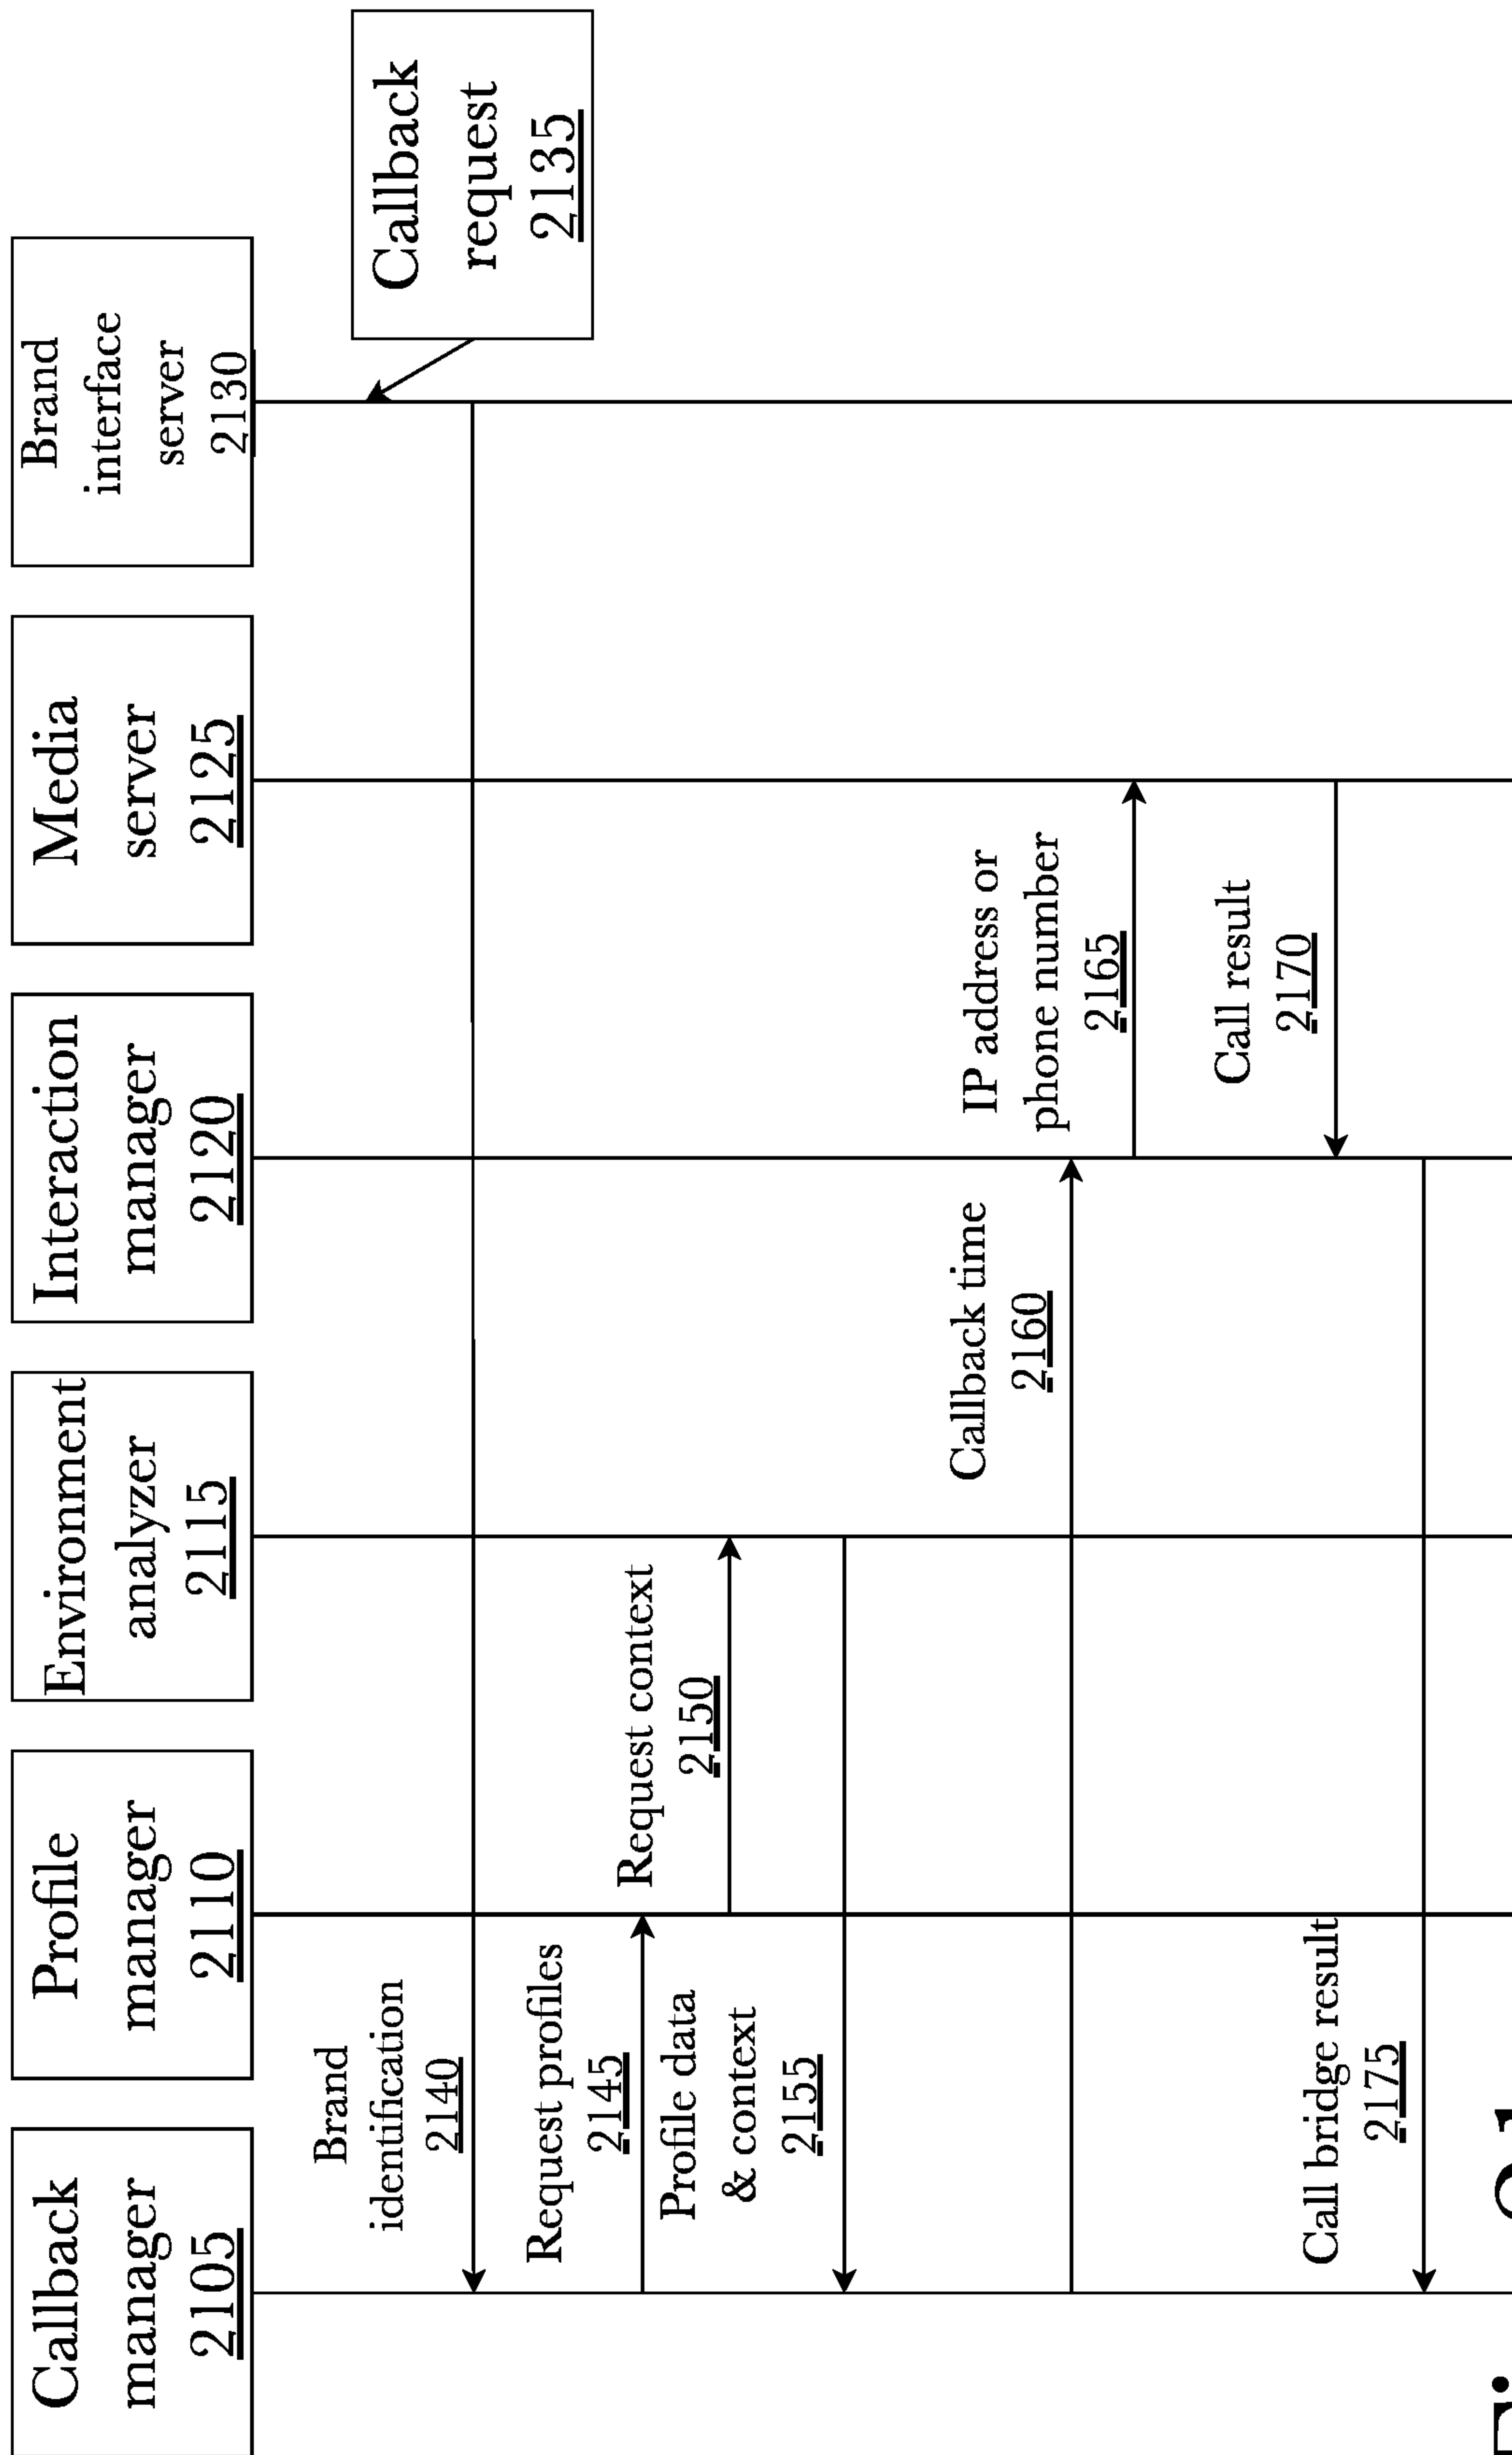 Callback
manager
2105
Profile
manager
2110
Environment
analyzer
2115
Interaction
manager
2120
Media
server
2125
Brand
interface
server
2130
Callback
request
2135
Brand
identification
2140
Request profiles
2145
Request context
2150
Profile data
& context
2155
Callback time
2160
IP address or
phone number
2165
Call result
2170
Call bridge result
2175